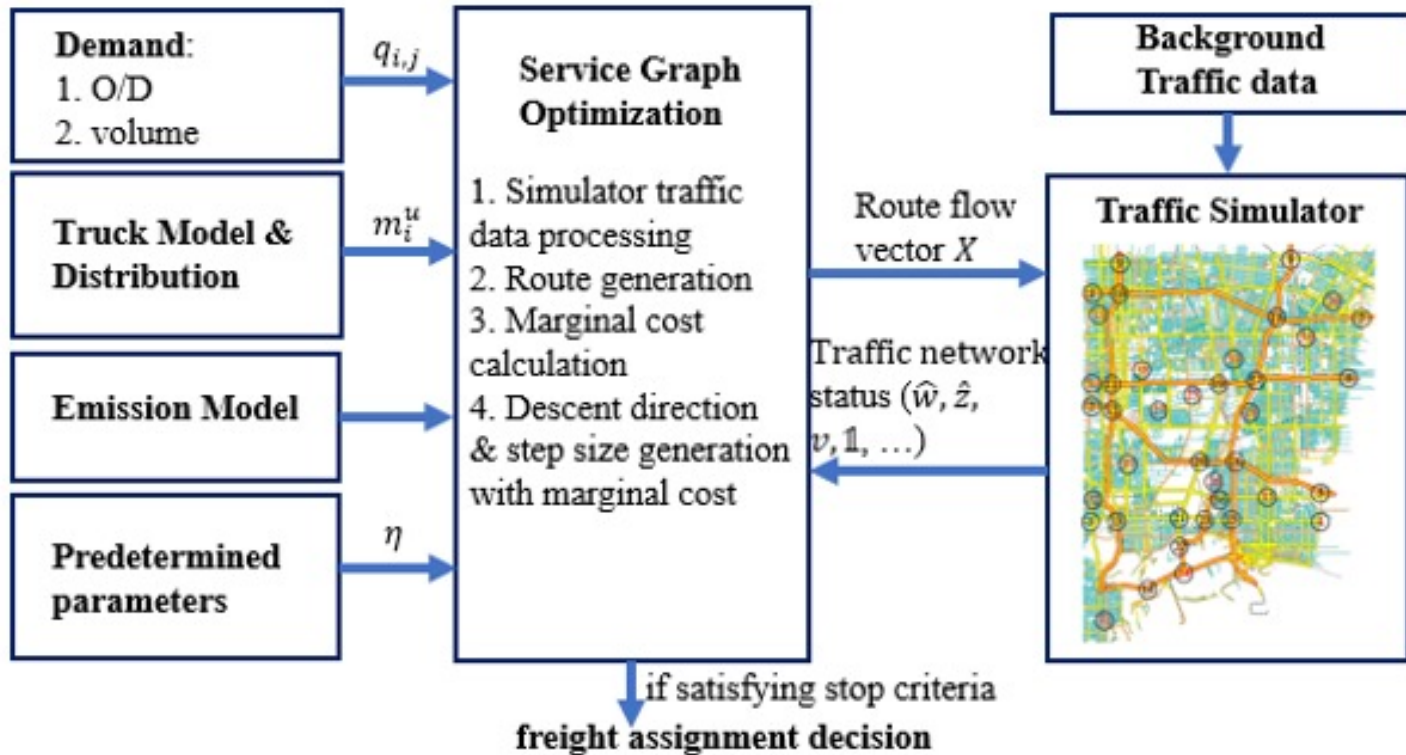 Demand:
1. O/D
2. volume
q_{i,j}
Truck Model &
Distribution
m_i^u
Emission Model
Predetermined
parameters
η
Service Graph
Optimization
1. Simulator traffic
data processing
2. Route generation
3. Marginal cost
calculation
4. Descent direction
& step size generation
with marginal cost
Route flow
vector X
Traffic network
status (ŵ, ẑ,
v, 𝟙, …)
Background
Traffic data
Traffic Simulator
if satisfying stop criteria
freight assignment decision